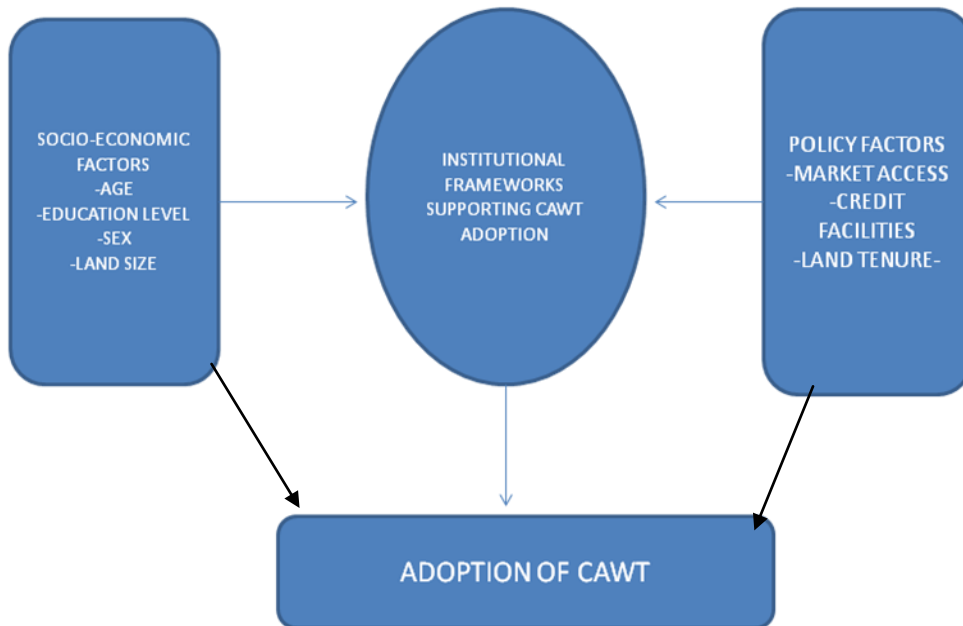 SOCIO-ECONOMIC
FACTORS
-AGE
-EDUCATION LEVEL
-SEX
-LAND SIZE
INSTITUTIONAL
FRAMEWORKS
SUPPORTING CAWT
ADOPTION
POLICY FACTORS
-MARKET ACCESS
-CREDIT
FACILITIES
-LAND TENURE-
ADOPTION OF CAWT